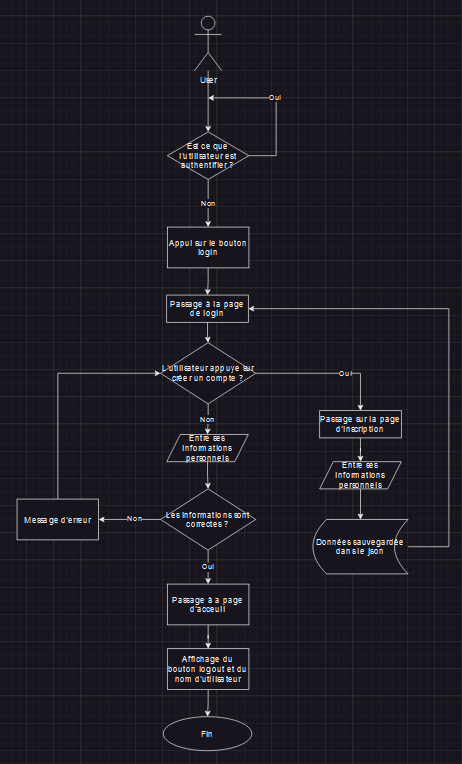 User
Oui
Est ce que
l'utilisateur est
authentifier ?
Non
Appui sur le bouton
login
Passage à la page
de login
L'utilisateur appuye sur
créer un compte ?
Oui
Non
Passage sur la page
d'inscription
Entre ses
informations
personnels
Entre ses
informations
personnels
Les informations sont
correctes ?
Non
Message d'erreur
Données sauvegardée
dans le json
Oui
Passage à a page
d'acceuil
Affichage du
bouton logout et du
nom d'utilisateur
Fin